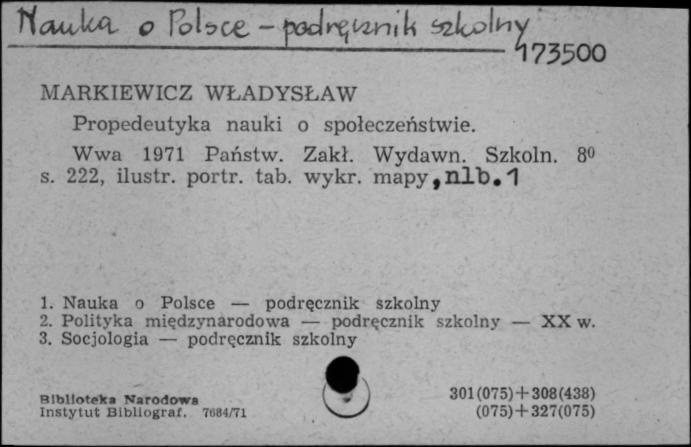 Nauka o Polsce - podręcznik szkolny
173500
MARKIEWICZ WŁADYSŁAW
Propedeutyka nauki o społeczeństwie.
Wwa 1971 Państw. Zakł. Wydawn. Szkoln. 8⁰
s. 222, ilustr. portr. tab. wykr. mapy, nlb. 1
1. Nauka o Polsce — podręcznik szkolny
2. Polityka międzynarodowa — podręcznik szkolny — XX w.
3. Socjologia — podręcznik szkolny
Biblioteka Narodowa
Instytut Bibliograf. 7684/71
301(075)+308(438)
(075)+327(075)